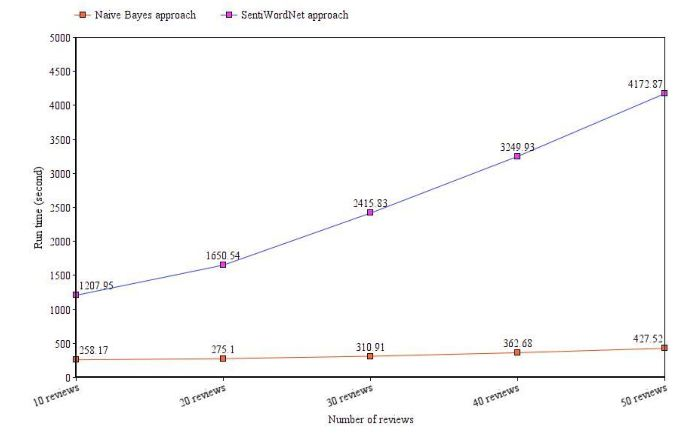 Naive Bayes approach
SentiWordNet approach
5000
4500
4000
3500
3000
2500
2000
1500
1000
500
0
Run time (second)
4172.87
3249.93
2415.83
1650.54
1207.95
258.17
275.1
310.91
362.68
427.52
10 reviews
20 reviews
30 reviews
40 reviews
50 reviews
Number of reviews